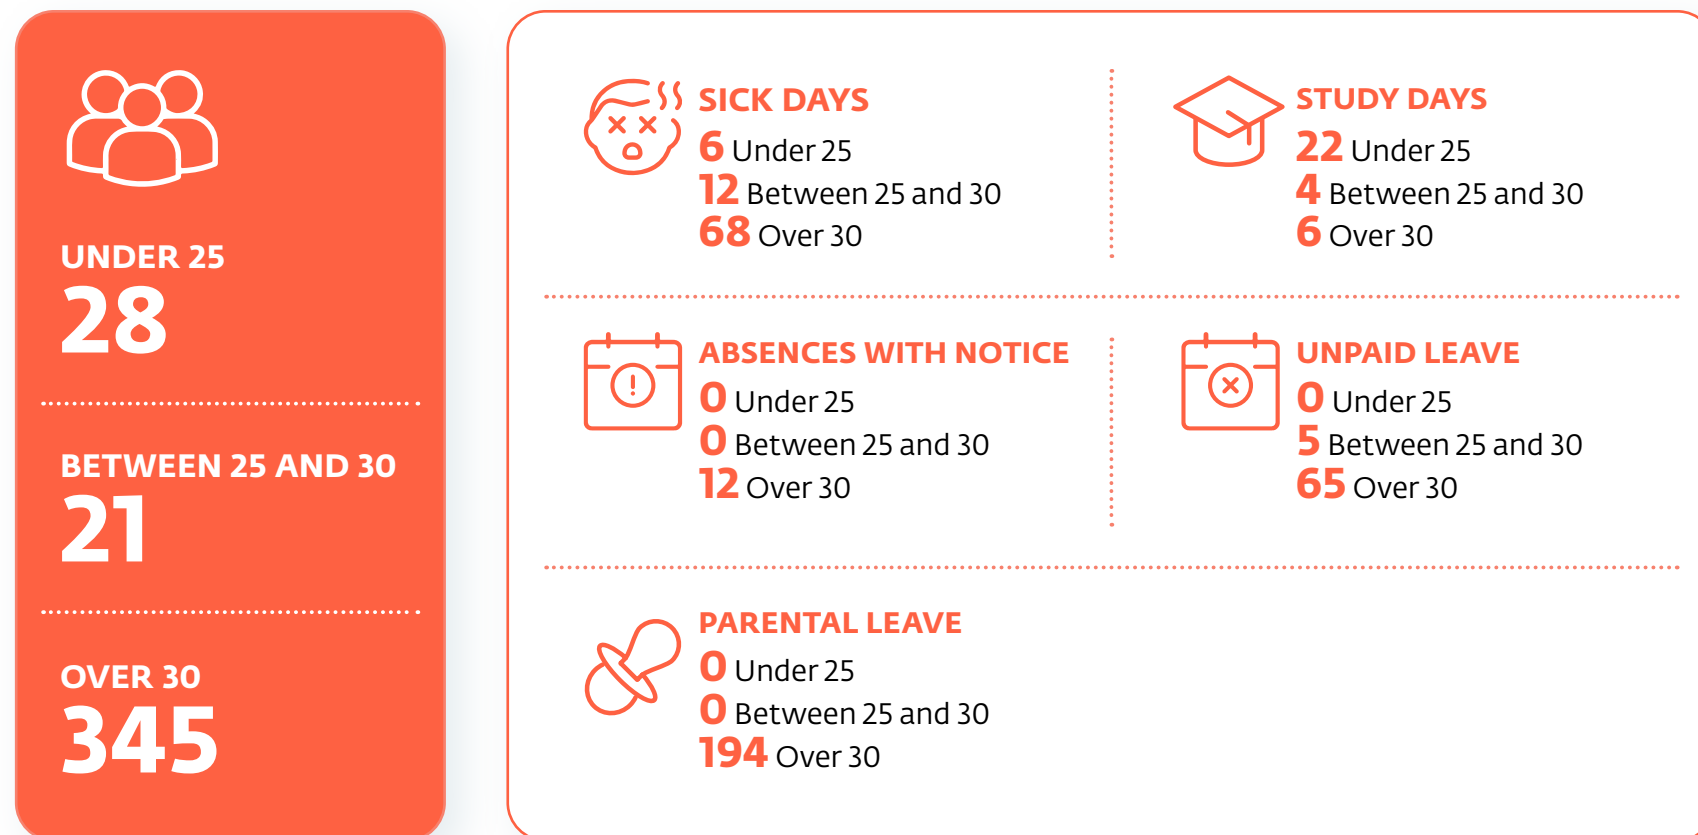 UNDER 25
28
BETWEEN 25 AND 30
21
OVER 30
345
SICK DAYS
6 Under 25
12 Between 25 and 30
68 Over 30
STUDY DAYS
22 Under 25
4 Between 25 and 30
6 Over 30
ABSENCES WITH NOTICE
0 Under 25
0 Between 25 and 30
12 Over 30
UNPAID LEAVE
0 Under 25
5 Between 25 and 30
65 Over 30
PARENTAL LEAVE
0 Under 25
0 Between 25 and 30
194 Over 30